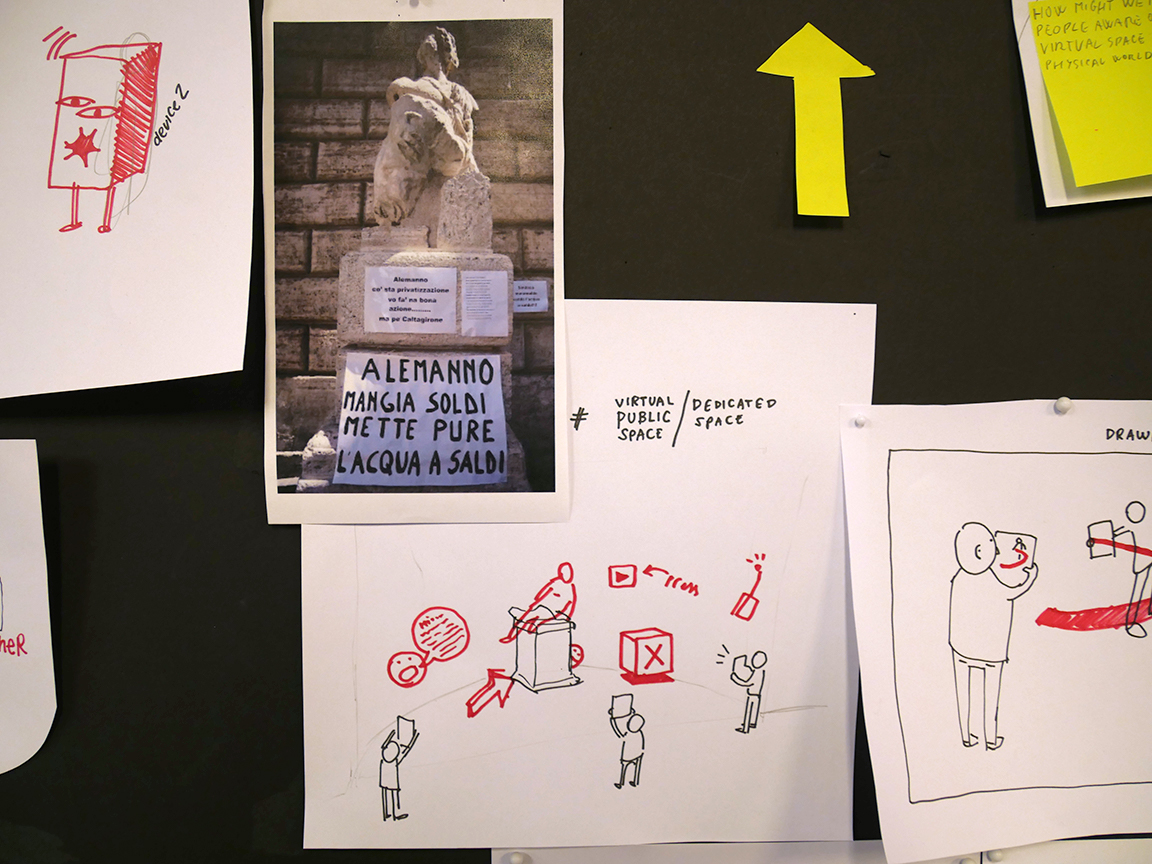 device 2
Alemanno
co' sta privatizzazione
vo fa' na bona
azione..........
ma pe' Caltagirone
ALEMANNO
MANGIA SOLDI
METTE PURE
L'ACQUA A SALDI
# VIRTUAL PUBLIC SPACE / DEDICATED SPACE
HOW MIGHT WE
PEOPLE AWARE
VIRTUAL SPACE
PHYSICAL WORLD
DRAW
HER
X